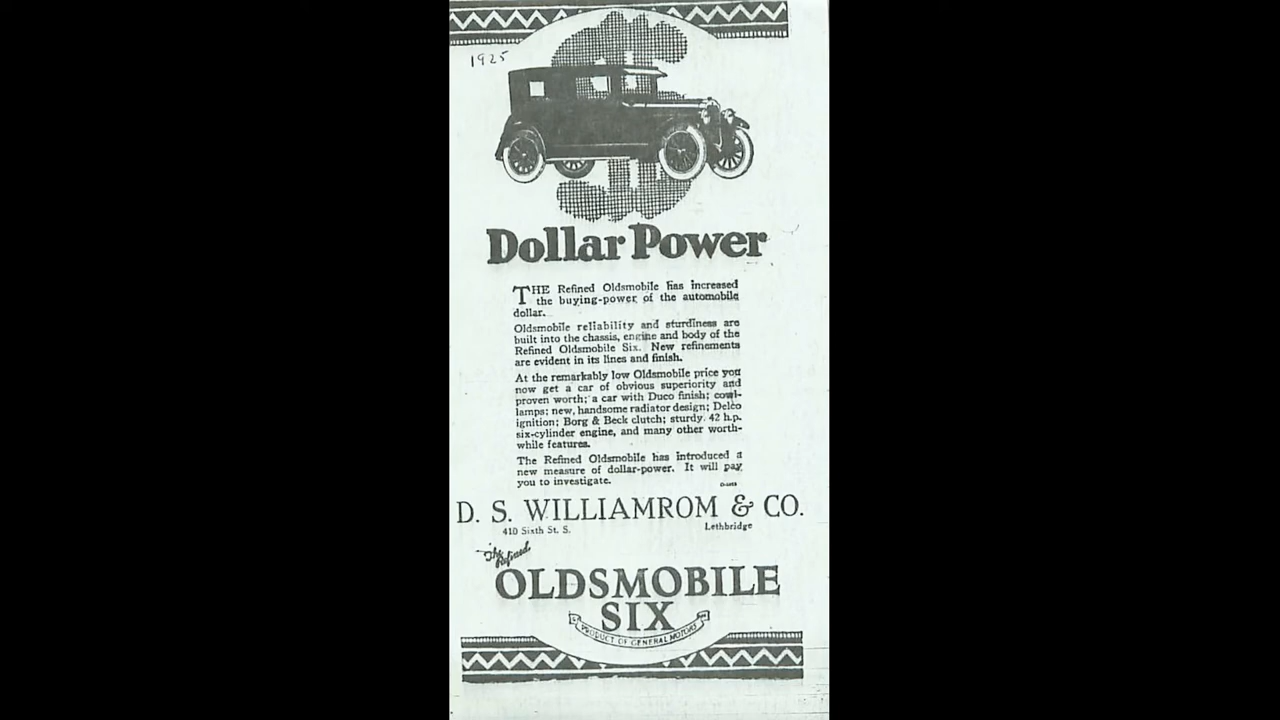 1925
Dollar Power
THE Refined Oldsmobile has increased
the buying-power of the automobile
dollar.
Oldsmobile reliability and sturdiness are
built into the chassis, engine and body of the
Refined Oldsmobile Six. New refinements
are evident in its lines and finish.
At the remarkably low Oldsmobile price you
now get a car of obvious superiority and
proven worth; a car with Duco finish; cowl-
lamps; new, handsome radiator design; Delco
ignition; Borg & Beck clutch; sturdy 42 h.p.
six-cylinder engine, and many other worth-
while features.
The Refined Oldsmobile has introduced a
new measure of dollar-power. It will pay
you to investigate.
D. S. WILLIAMROM & CO.
410 Sixth St. S. Lethbridge
The Refined
OLDSMOBILE
SIX
PRODUCT OF GENERAL MOTORS